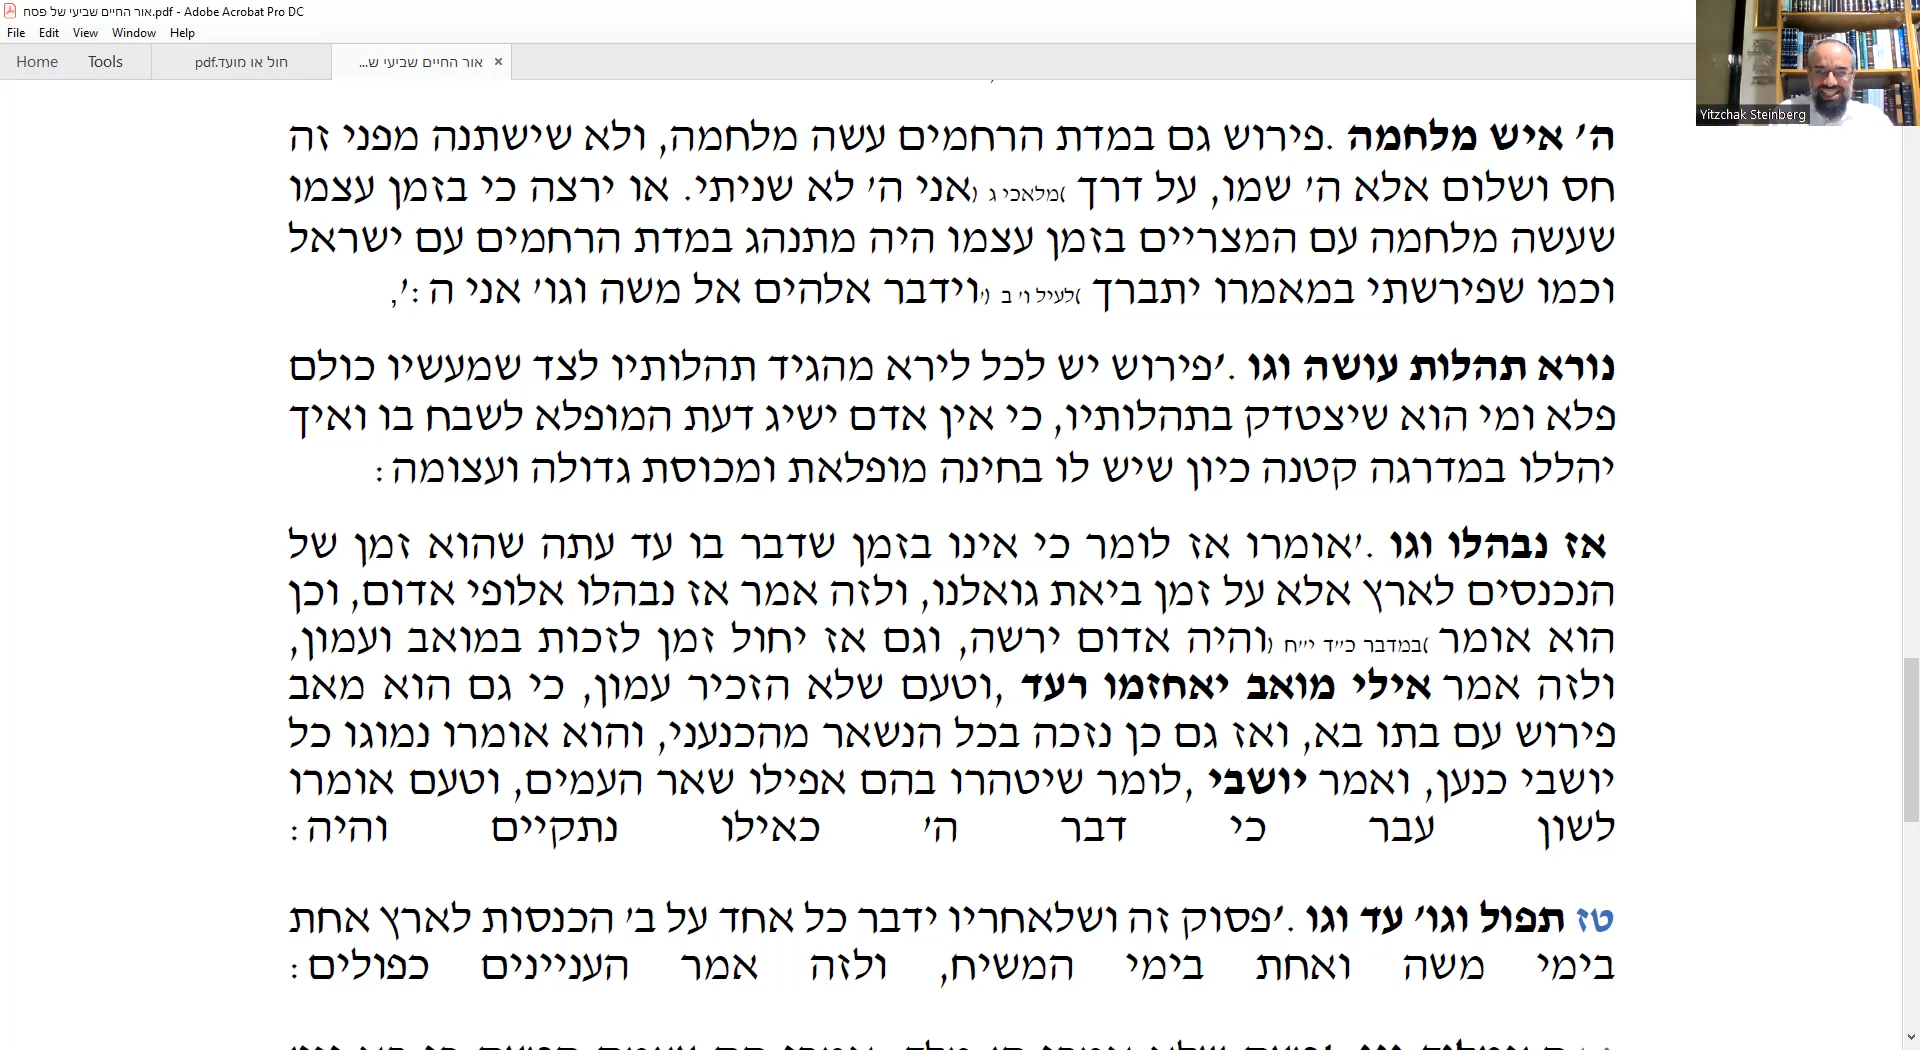 אור החיים שביעי של פסח.pdf - Adobe Acrobat Pro DC
File Edit View Window Help
Home Tools חול או מועד.pdf אור החיים שביעי ש... ×
Yitzchak Steinberg
ה' איש מלחמה. פירוש גם במדת הרחמים עשה מלחמה, ולא שישתנה מפני זה
חס ושלום אלא ה' שמו, על דרך (מלאכי ג) אני ה' לא שניתי. או ירצה כי בזמן עצמו
שעשה מלחמה עם המצריים בזמן עצמו היה מתנהג במדת הרחמים עם ישראל
וכמו שפירשתי במאמרו יתברך (לעיל ו' ב') וידבר אלהים אל משה וגו' אני ה':,
נורא תהלות עושה וגו'. פירוש יש לכל לירא מהגיד תהלותיו לצד שמעשיו כולם
פלא ומי הוא שיצטדק בתהלותיו, כי אין אדם ישיג דעת המופלא לשבח בו ואיך
יהללו במדרגה קטנה כיון שיש לו בחינה מופלאת ומכוסת גדולה ועצומה:
אז נבהלו וגו'. אומרו אז לומר כי אינו בזמן שדבר בו עד עתה שהוא זמן של
הנכנסים לארץ אלא על זמן ביאת גואלנו, ולזה אמר אז נבהלו אלופי אדום, וכן
הוא אומר (במדבר כ"ד י"ח) והיה אדום ירשה, וגם אז יחול זמן לזכות במואב ועמון,
ולזה אמר אילי מואב יאחזמו רעד, וטעם שלא הזכיר עמון, כי גם הוא מאב
פירוש עם בתו בא, ואז גם כן נזכה בכל הנשאר מהכנעני, והוא אומרו נמוגו כל
יושבי כנען, ואמר יושבי, לומר שיטהרו בהם אפילו שאר העמים, וטעם אומרו
לשון עבר כי דבר ה' כאילו נתקיים והיה:
טז תפול וגו' עד וגו'. פסוק זה ושלאחריו ידבר כל אחד על ב' הכנסות לארץ אחת
בימי משה ואחת בימי המשיח, ולזה אמר העניינים כפולים: